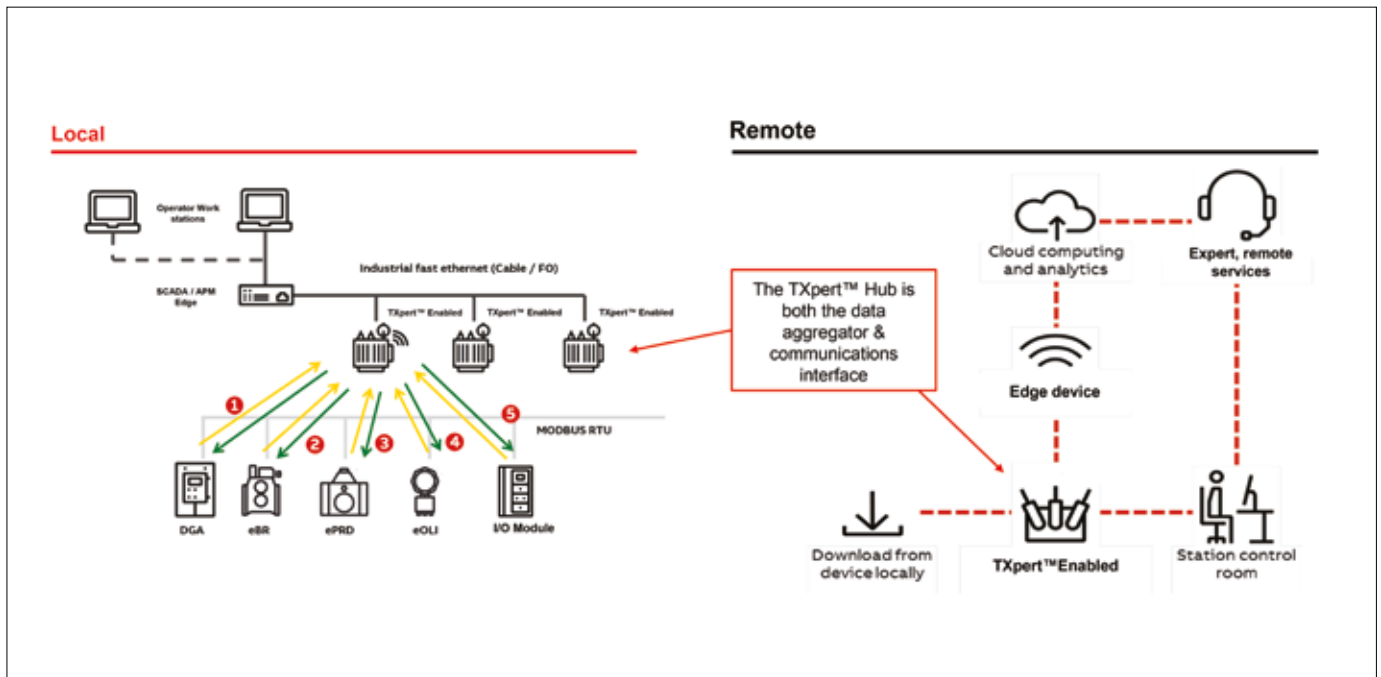 Local
Operator Work
stations
SCADA / APM
Edge
Industrial fast ethernet (Cable / FO)
TXpert™ Enabled
TXpert™ Enabled
TXpert™ Enabled
1
2
3
4
5
MODBUS RTU
DGA
eBR
ePRD
eOLI
I/O Module
The TXpert™ Hub is
both the data
aggregator &
communications
interface
Remote
Cloud computing
and analytics
Expert, remote
services
Edge device
Download from
device locally
TXpert™Enabled
Station control
room